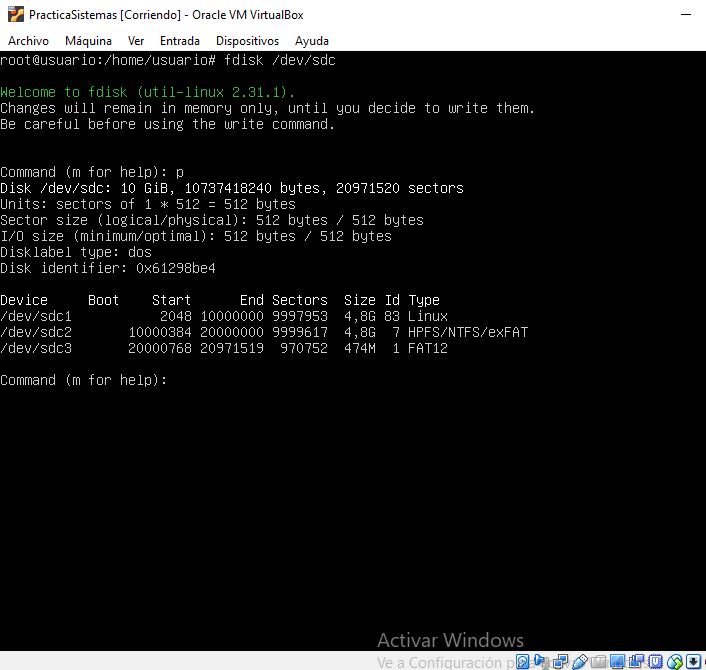 PracticaSistemas [Corriendo] - Oracle VM VirtualBox
Archivo Máquina Ver Entrada Dispositivos Ayuda
root@usuario:/home/usuario# fdisk /dev/sdc
Welcome to fdisk (util-linux 2.31.1).
Changes will remain in memory only, until you decide to write them.
Be careful before using the write command.
Command (m for help): p
Disk /dev/sdc: 10 GiB, 10737418240 bytes, 20971520 sectors
Units: sectors of 1 * 512 = 512 bytes
Sector size (logical/physical): 512 bytes / 512 bytes
I/O size (minimum/optimal): 512 bytes / 512 bytes
Disklabel type: dos
Disk identifier: 0x61298be4
Device     Boot    Start      End Sectors  Size Id Type
/dev/sdc1           2048 10000000 9997953  4,8G 83 Linux
/dev/sdc2       10000384 20000000 9999617  4,8G  7 HPFS/NTFS/exFAT
/dev/sdc3       20000768 20971519  970752  474M  1 FAT12
Command (m for help):
Activar Windows
Ve a Configuración